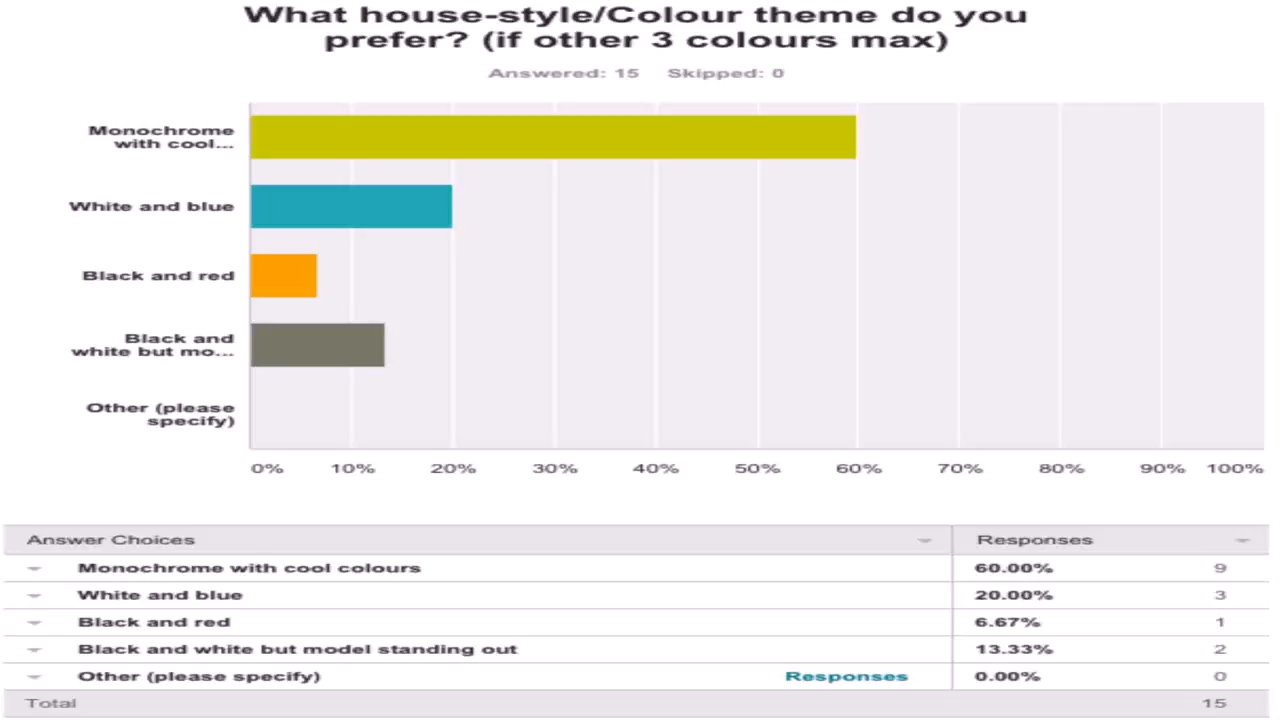 What house-style/Colour theme do you
prefer? (if other 3 colours max)
Answered: 15 Skipped: 0
Monochrome
with cool...
White and blue
Black and red
Black and
white but mo...
Other (please
specify)
0% 10% 20% 30% 40% 50% 60% 70% 80% 90% 100%
Answer Choices Responses
Monochrome with cool colours 60.00% 9
White and blue 20.00% 3
Black and red 6.67% 1
Black and white but model standing out 13.33% 2
Other (please specify) Responses 0.00% 0
Total 15